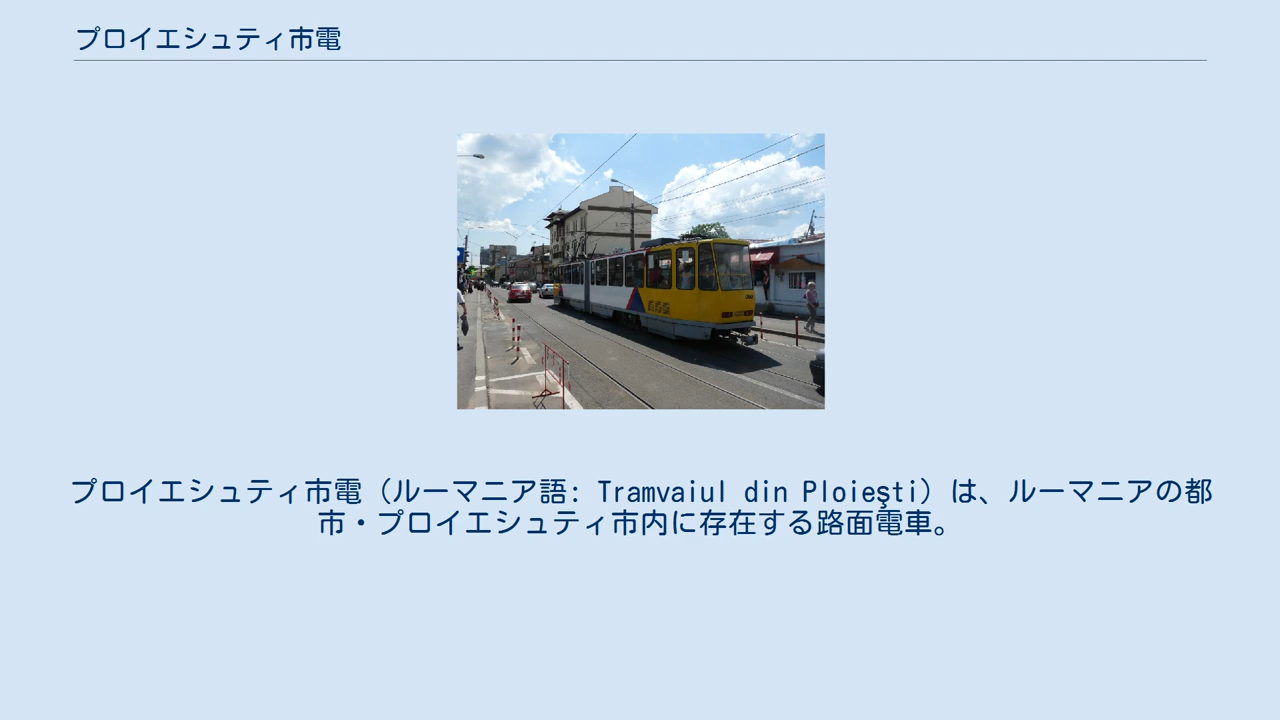 プロイエシュティ市電
プロイエシュティ市電（ルーマニア語: Tramvaiul din Ploieşti）は、ルーマニアの都
市・プロイエシュティ市内に存在する路面電車。